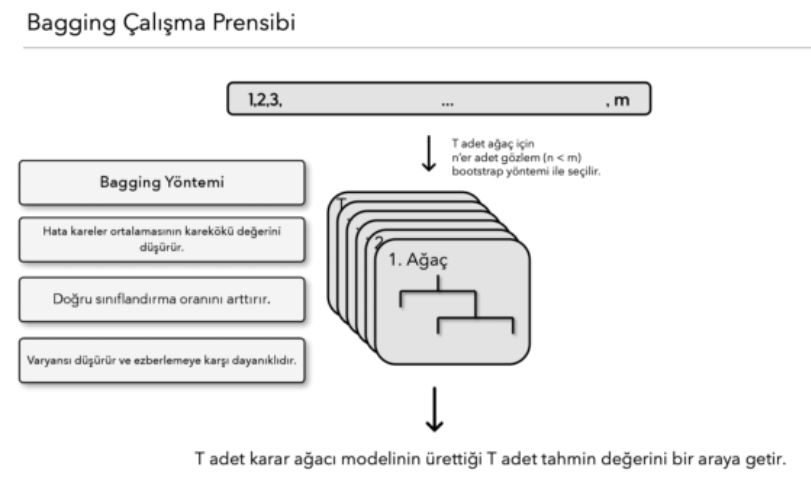 Bagging Çalışma Prensibi
1,2,3, ... , m
T adet ağaç için
n'er adet gözlem (n < m)
bootstrap yöntemi ile seçilir.
Bagging Yöntemi
Hata kareler ortalamasının karekökü değerini
düşürür.
Doğru sınıflandırma oranını arttırır.
Varyansı düşürür ve ezberlemeye karşı dayanıklıdır.
T
2
1. Ağaç
T adet karar ağacı modelinin ürettiği T adet tahmin değerini bir araya getir.